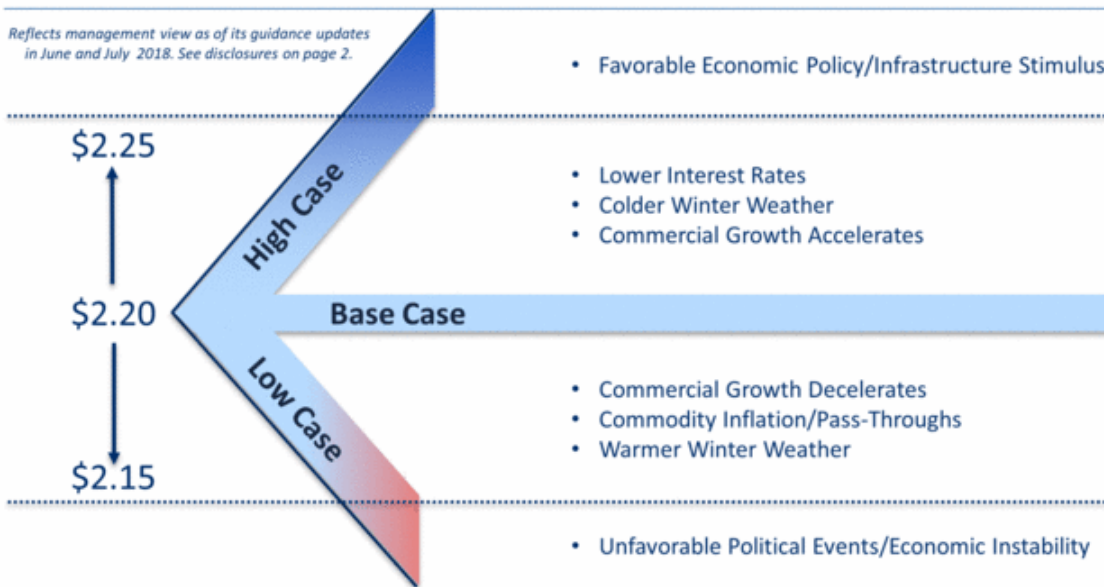 Reflects management view as of its guidance updates
in June and July 2018. See disclosures on page 2.
• Favorable Economic Policy/Infrastructure Stimulus
$2.25
High Case
• Lower Interest Rates
• Colder Winter Weather
• Commercial Growth Accelerates
$2.20
Base Case
Low Case
• Commercial Growth Decelerates
• Commodity Inflation/Pass-Throughs
• Warmer Winter Weather
$2.15
• Unfavorable Political Events/Economic Instability